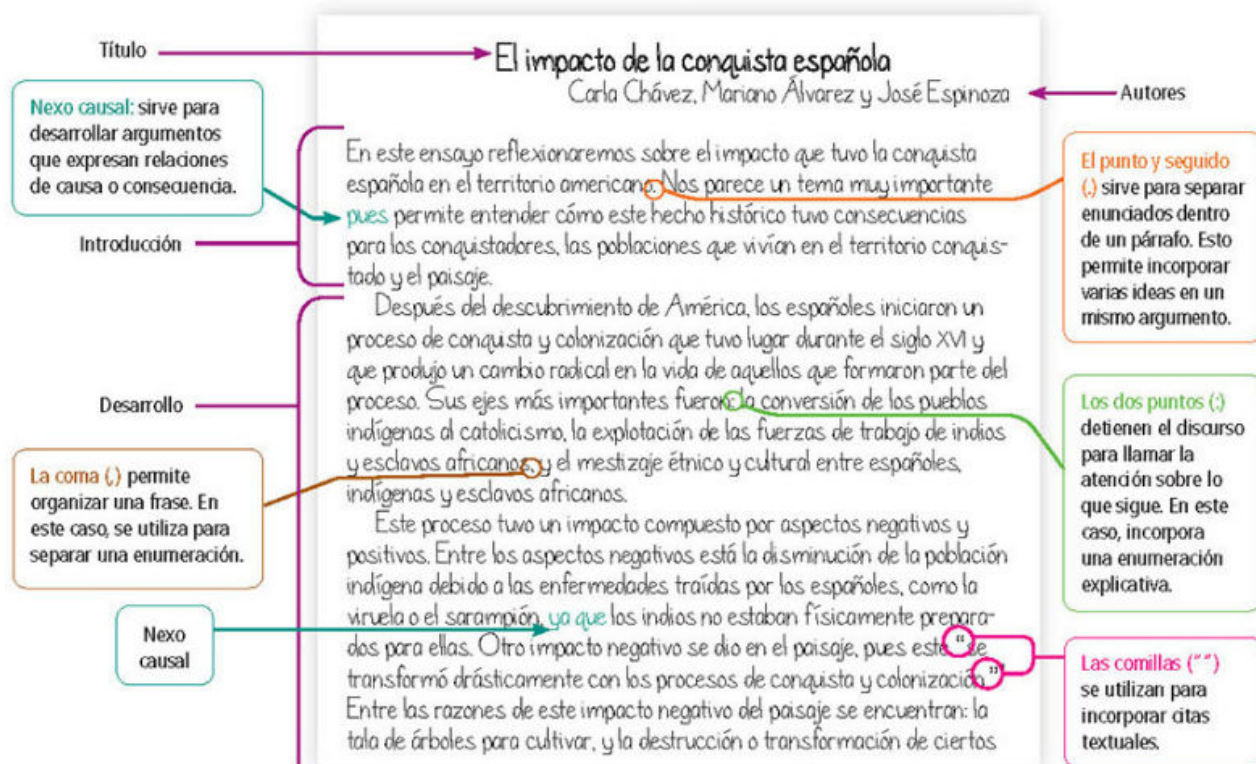 Título
El impacto de la conquista española
Carla Chávez, Mariano Álvarez y José Espinoza
Autores
Nexo causal: sirve para
desarrollar argumentos
que expresan relaciones
de causa o consecuencia.
Introducción
En este ensayo reflexionaremos sobre el impacto que tuvo la conquista
española en el territorio americano. Nos parece un tema muy importante
pues permite entender cómo este hecho histórico tuvo consecuencias
para los conquistadores, las poblaciones que vivían en el territorio conquis-
tado y el paisaje.
El punto y seguido
(.) sirve para separar
enunciados dentro
de un párrafo. Esto
permite incorporar
varias ideas en un
mismo argumento.
Desarrollo
Después del descubrimiento de América, los españoles iniciaron un
proceso de conquista y colonización que tuvo lugar durante el siglo XVI y
que produjo un cambio radical en la vida de aquellos que formaron parte del
proceso. Sus ejes más importantes fueron: la conversión de los pueblos
indígenas al catolicismo, la explotación de las fuerzas de trabajo de indios
y esclavos africanos, y el mestizaje étnico y cultural entre españoles,
indígenas y esclavos africanos.
Los dos puntos (:)
detienen el discurso
para llamar la
atención sobre lo
que sigue. En este
caso, incorpora
una enumeración
explicativa.
La coma (,) permite
organizar una frase. En
este caso, se utiliza para
separar una enumeración.
Este proceso tuvo un impacto compuesto por aspectos negativos y
positivos. Entre los aspectos negativos está la disminución de la población
indígena debido a las enfermedades traídas por los españoles, como la
viruela o el sarampión, ya que los indios no estaban físicamente prepara-
dos para ellas. Otro impacto negativo se dio en el paisaje, pues este “se
transformó drásticamente con los procesos de conquista y colonización”.
Entre las razones de este impacto negativo del paisaje se encuentran: la
tala de árboles para cultivar, y la destrucción o transformación de ciertos
Nexo
causal
Las comillas (“”)
se utilizan para
incorporar citas
textuales.